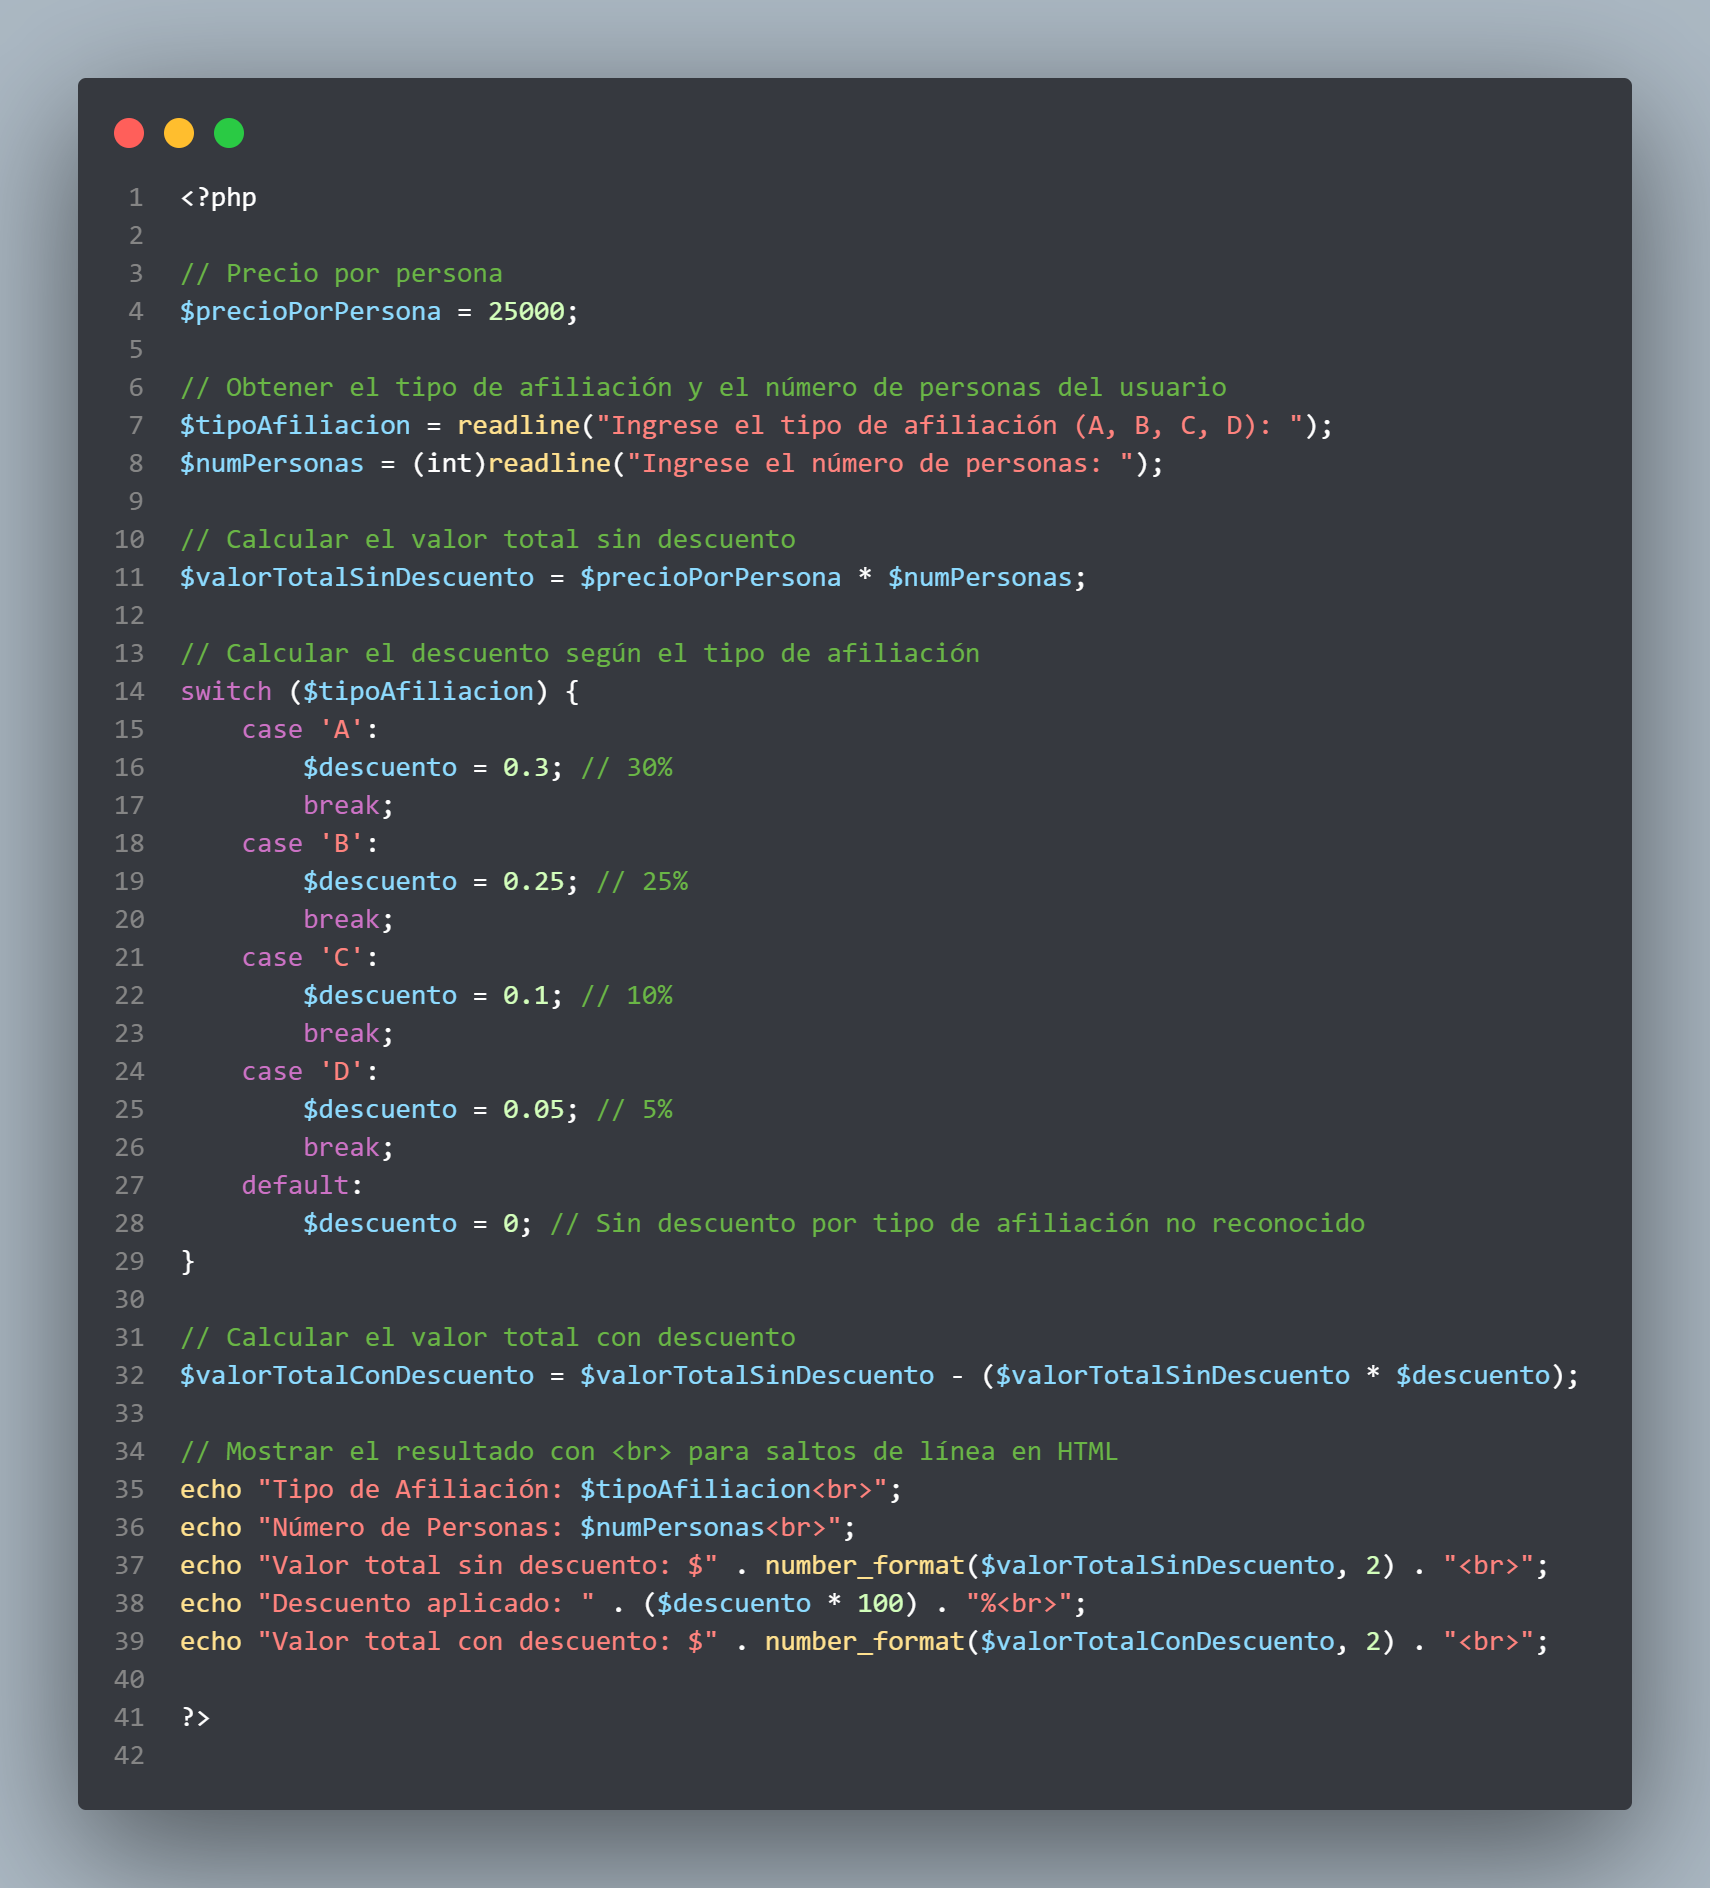 1 <?php
2
3 // Precio por persona
4 $precioPorPersona = 25000;
5
6 // Obtener el tipo de afiliación y el número de personas del usuario
7 $tipoAfiliacion = readline("Ingrese el tipo de afiliación (A, B, C, D): ");
8 $numPersonas = (int)readline("Ingrese el número de personas: ");
9
10 // Calcular el valor total sin descuento
11 $valorTotalSinDescuento = $precioPorPersona * $numPersonas;
12
13 // Calcular el descuento según el tipo de afiliación
14 switch ($tipoAfiliacion) {
15     case 'A':
16         $descuento = 0.3; // 30%
17         break;
18     case 'B':
19         $descuento = 0.25; // 25%
20         break;
21     case 'C':
22         $descuento = 0.1; // 10%
23         break;
24     case 'D':
25         $descuento = 0.05; // 5%
26         break;
27     default:
28         $descuento = 0; // Sin descuento por tipo de afiliación no reconocido
29 }
30
31 // Calcular el valor total con descuento
32 $valorTotalConDescuento = $valorTotalSinDescuento - ($valorTotalSinDescuento * $descuento);
33
34 // Mostrar el resultado con <br> para saltos de línea en HTML
35 echo "Tipo de Afiliación: $tipoAfiliacion<br>";
36 echo "Número de Personas: $numPersonas<br>";
37 echo "Valor total sin descuento: $" . number_format($valorTotalSinDescuento, 2) . "<br>";
38 echo "Descuento aplicado: " . ($descuento * 100) . "%<br>";
39 echo "Valor total con descuento: $" . number_format($valorTotalConDescuento, 2) . "<br>";
40
41 ?>
42